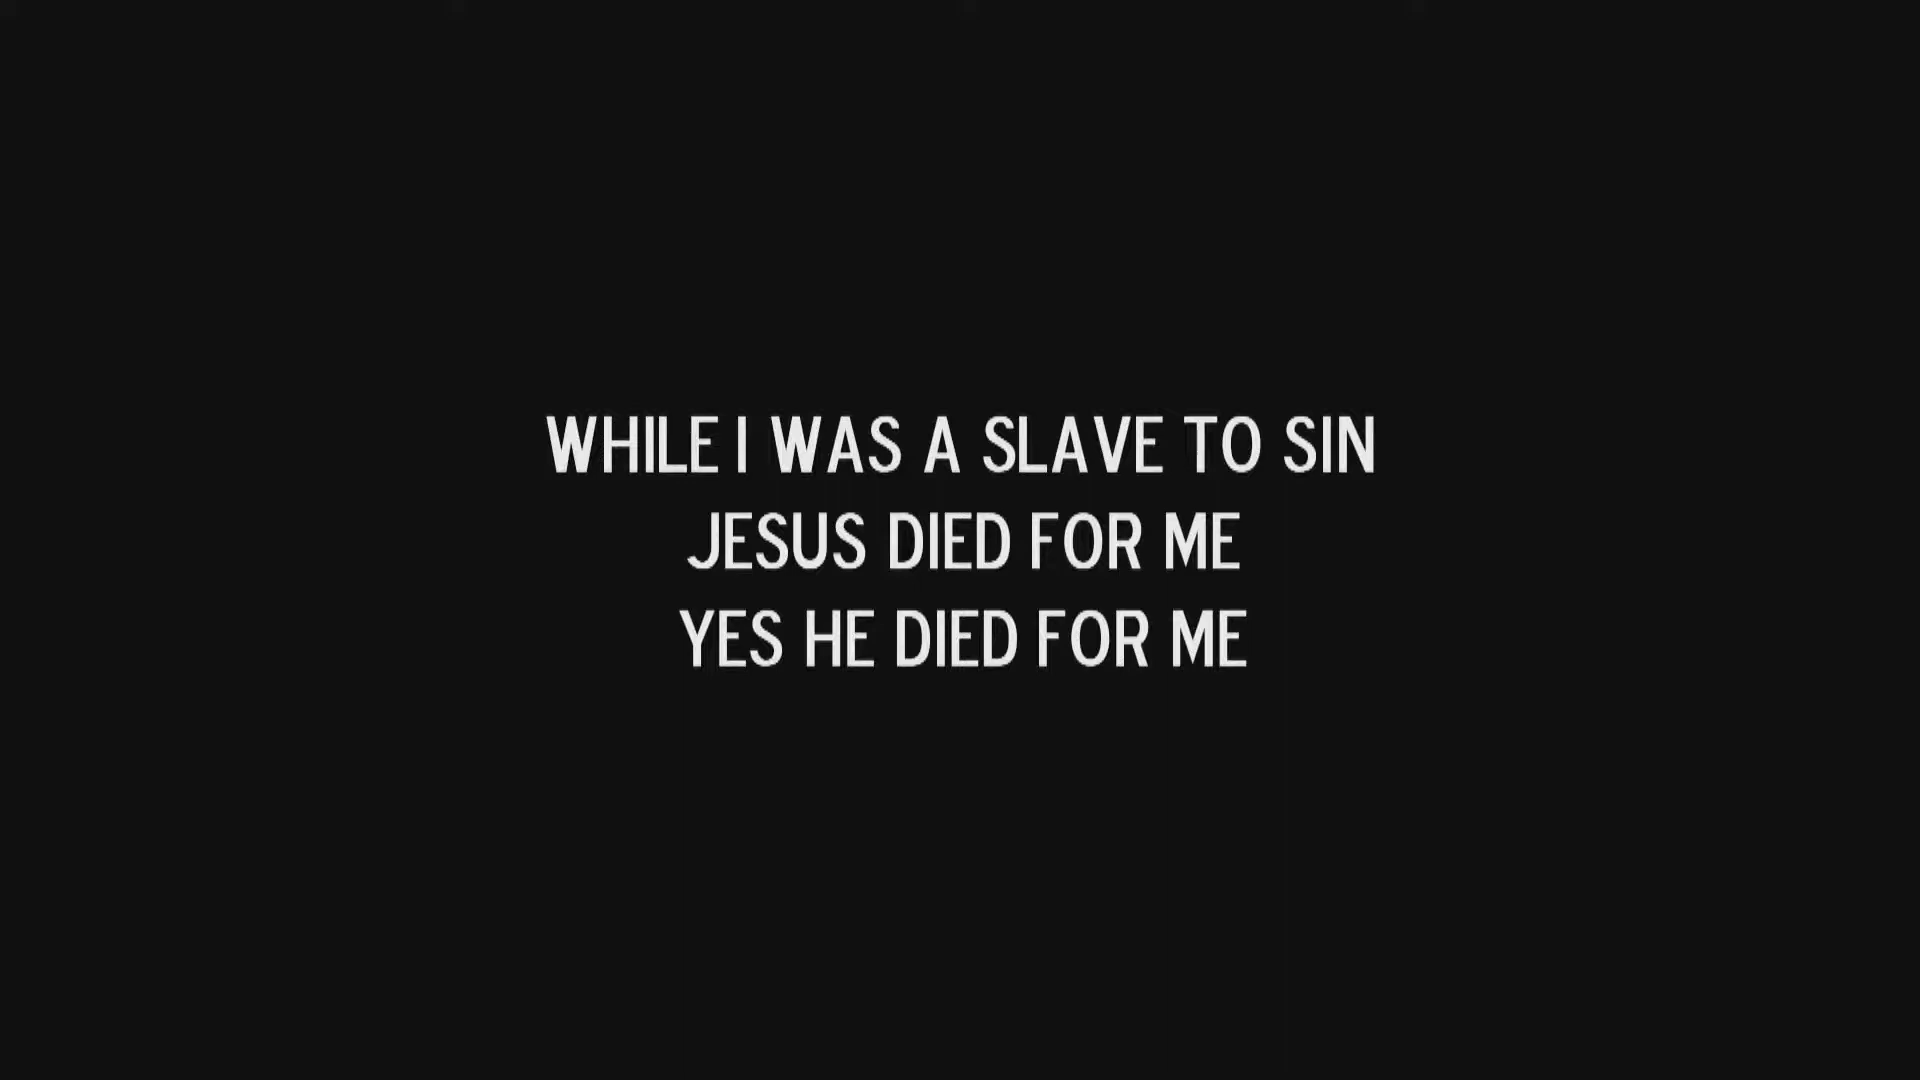 WHILE I WAS A SLAVE TO SIN
JESUS DIED FOR ME
YES HE DIED FOR ME